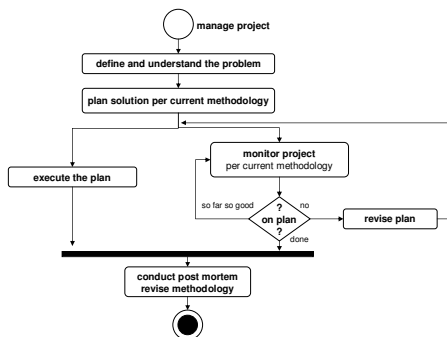 manage project
define and understand the problem
plan solution per current methodology
monitor project
per current methodology
execute the plan
so far so good
?
on plan
?
no
done
revise plan
conduct post mortem
revise methodology